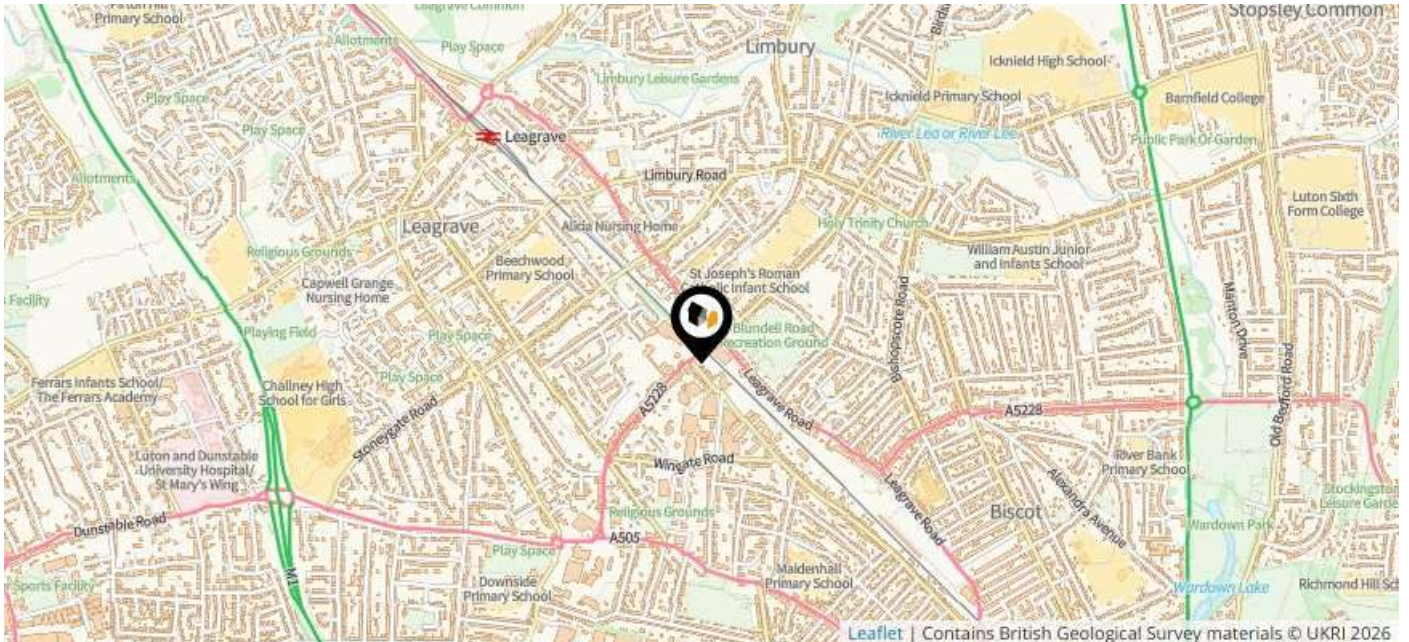 Primary School
Leagrave Common
Stopsley Common
Allotments
Play Space
Limbury
Icknield High School
Limbury Leisure Gardens
Play Space
Icknield Primary School
Barnfield College
Play Space
Leagrave
River Lea or River Lee
Public Park Or Garden
Allotments
Limbury Road
Luton Sixth
Form College
Leagrave
Alicia Nursing Home
Holy Trinity Church
Religious Grounds
William Austin Junior
and Infants School
Beechwood
Primary School
St Joseph's Roman
Catholic Infant School
Capwell Grange
Nursing Home
Bishopscote Road
Manton Drive
s Facility
Playing Field
Play Space
Blundell Road
Recreation Ground
Old Bedford Road
Ferrars Infants School/
The Ferrars Academy
Challney High
School for Girls
Play Space
A5228
Leagrave Road
A5228
Stoneygate Road
Luton and Dunstable
University Hospital/
St Mary's Wing
Wingate Road
River Bank
Primary School
Alexandra Avenue
Leagrave Road
Biscot
Stockingston
Leisure Garde
Religious Grounds
Wardown Park
Dunstable Road
A505
Play Space
M1
Sports Facility
Downside
Primary School
Maidenhall
Primary School
Wardown Lake
Richmond Hill Sch
Leaflet | Contains British Geological Survey materials © UKRI 2026